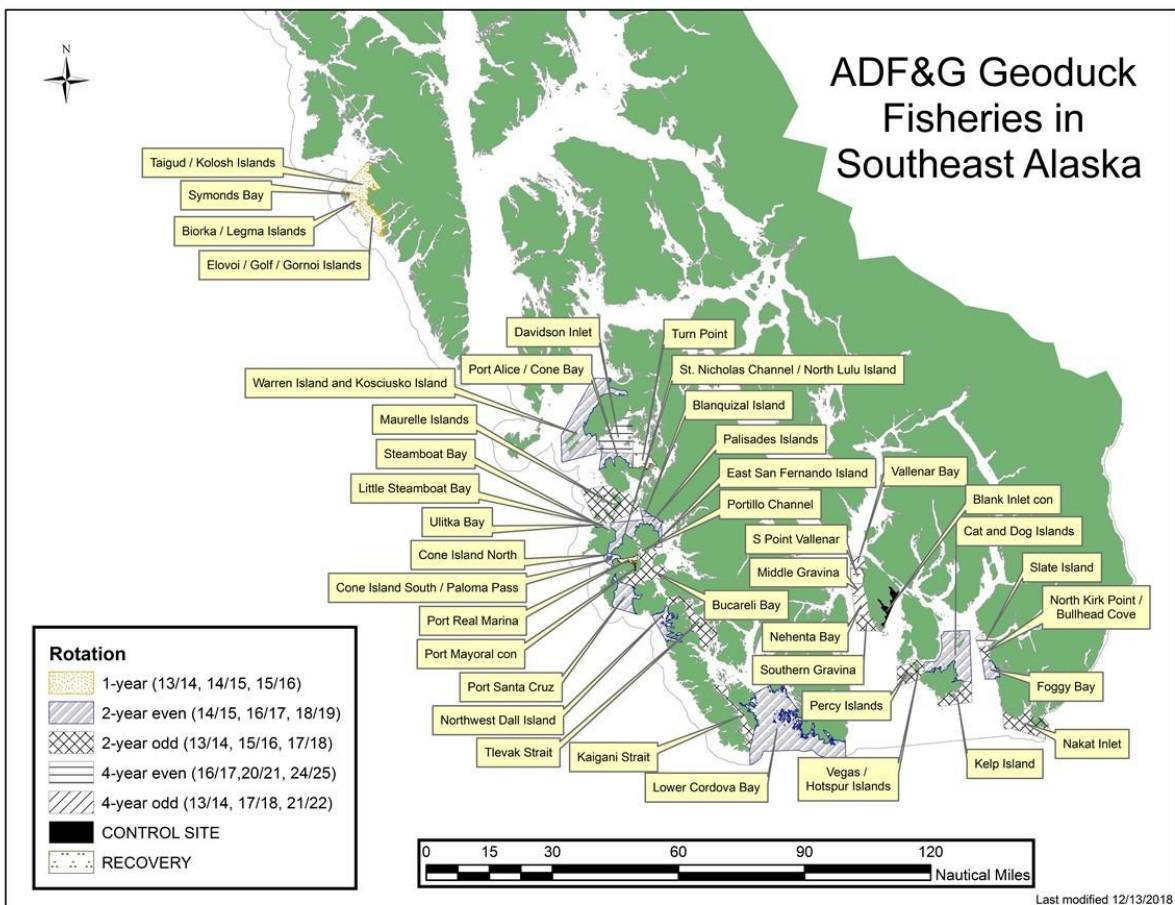 N
ADF&G Geoduck
Fisheries in
Southeast Alaska
Taigud / Kolosh Islands
Symonds Bay
Biorka / Legma Islands
Elovoi / Golf / Gornoi Islands
Davidson Inlet
Turn Point
Port Alice / Cone Bay
St. Nicholas Channel / North Lulu Island
Warren Island and Kosciusko Island
Blanquizal Island
Maurelle Islands
Palisades Islands
Steamboat Bay
East San Fernando Island
Vallenar Bay
Little Steamboat Bay
Portillo Channel
Blank Inlet con
Ulitka Bay
Cat and Dog Islands
S Point Vallenar
Cone Island North
Middle Gravina
Slate Island
Cone Island South / Paloma Pass
Bucareli Bay
North Kirk Point /
Bullhead Cove
Port Real Marina
Nehenta Bay
Port Mayoral con
Southern Gravina
Port Santa Cruz
Foggy Bay
Percy Islands
Northwest Dall Island
Nakat Inlet
Tlevak Strait
Kaigani Strait
Kelp Island
Lower Cordova Bay
Vegas /
Hotspur Islands
Rotation
1-year (13/14, 14/15, 15/16)
2-year even (14/15, 16/17, 18/19)
2-year odd (13/14, 15/16, 17/18)
4-year even (16/17,20/21, 24/25)
4-year odd (13/14, 17/18, 21/22)
CONTROL SITE
RECOVERY
0 15 30 60 90 120
Nautical Miles
Last modified 12/13/2018